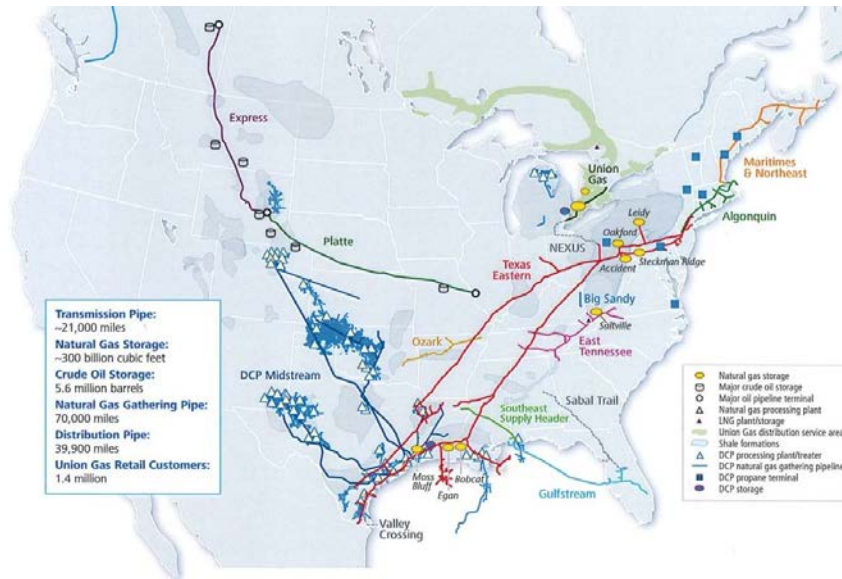 Express
Platte
Union
Gas
Maritimes
& Northeast
Algonquin
Leidy
Oakford
NEXUS
Accident
Steckman Ridge
Texas
Eastern
Big Sandy
Saltville
East
Tennessee
Ozark
DCP Midstream
Sabal Trail
Southeast
Supply Header
Moss
Bluff
Egan
Bobcat
Gulfstream
Valley
Crossing
Transmission Pipe:
~21,000 miles
Natural Gas Storage:
~300 billion cubic feet
Crude Oil Storage:
5.6 million barrels
Natural Gas Gathering Pipe:
70,000 miles
Distribution Pipe:
39,900 miles
Union Gas Retail Customers:
1.4 million
Natural gas storage
Major crude oil storage
Major oil pipeline terminal
Natural gas processing plant
LNG plant/storage
Union Gas distribution service area
Shale formations
DCP processing plant/treater
DCP natural gas gathering pipeline
DCP propane terminal
DCP storage